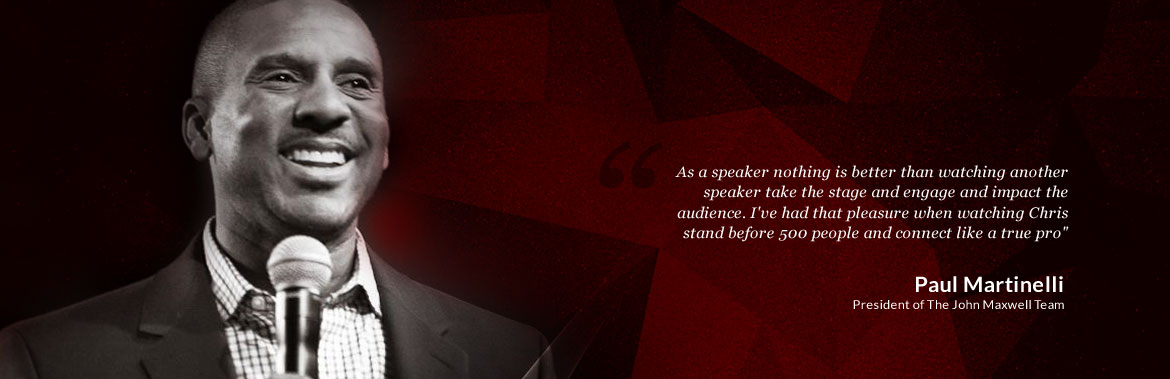 “
As a speaker nothing is better than watching another
speaker take the stage and engage and impact the
audience. I've had that pleasure when watching Chris
stand before 500 people and connect like a true pro"
Paul Martinelli
President of The John Maxwell Team